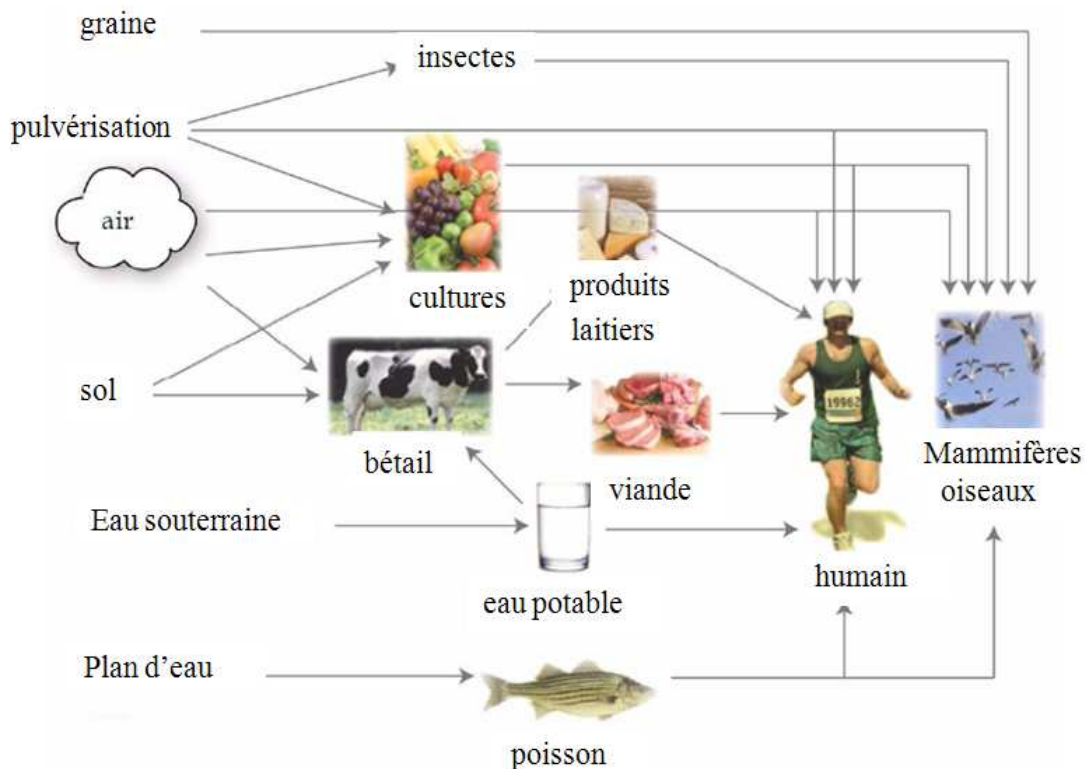 graine
insectes
pulvérisation
air
cultures
produits
laitiers
sol
bétail
viande
19962
Mammifères
oiseaux
Eau souterraine
eau potable
humain
Plan d'eau
poisson